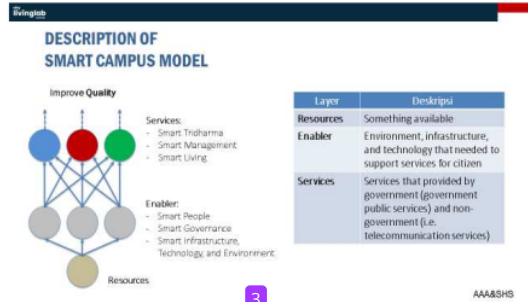 livinglab
DESCRIPTION OF
SMART CAMPUS MODEL
Improve Quality
Services:
- Smart Tridharma
- Smart Management
- Smart Living
Enabler:
- Smart People
- Smart Governance
- Smart Infrastructure,
Technology, and Environment
Resources
Layer Deskripsi
Resources Something available
Enabler Environment, infrastructure,
and technology that needed to
support services for citizen
Services Services that provided by
government (government
public services) and non-
government (i.e.
telecommunication services)
3
AAA&SHS